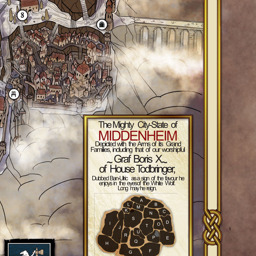 8
The Mighty City-State of
MIDDENHEIM
Depicted with the Arms of its Grand
Families, including that of our worshipful
~ Graf Boris X ~
of House Todbringer,
Dubbed Ban-Ulric as a sign of the favour he
enjoys in the eyes of the White Wolf.
Long may he reign.